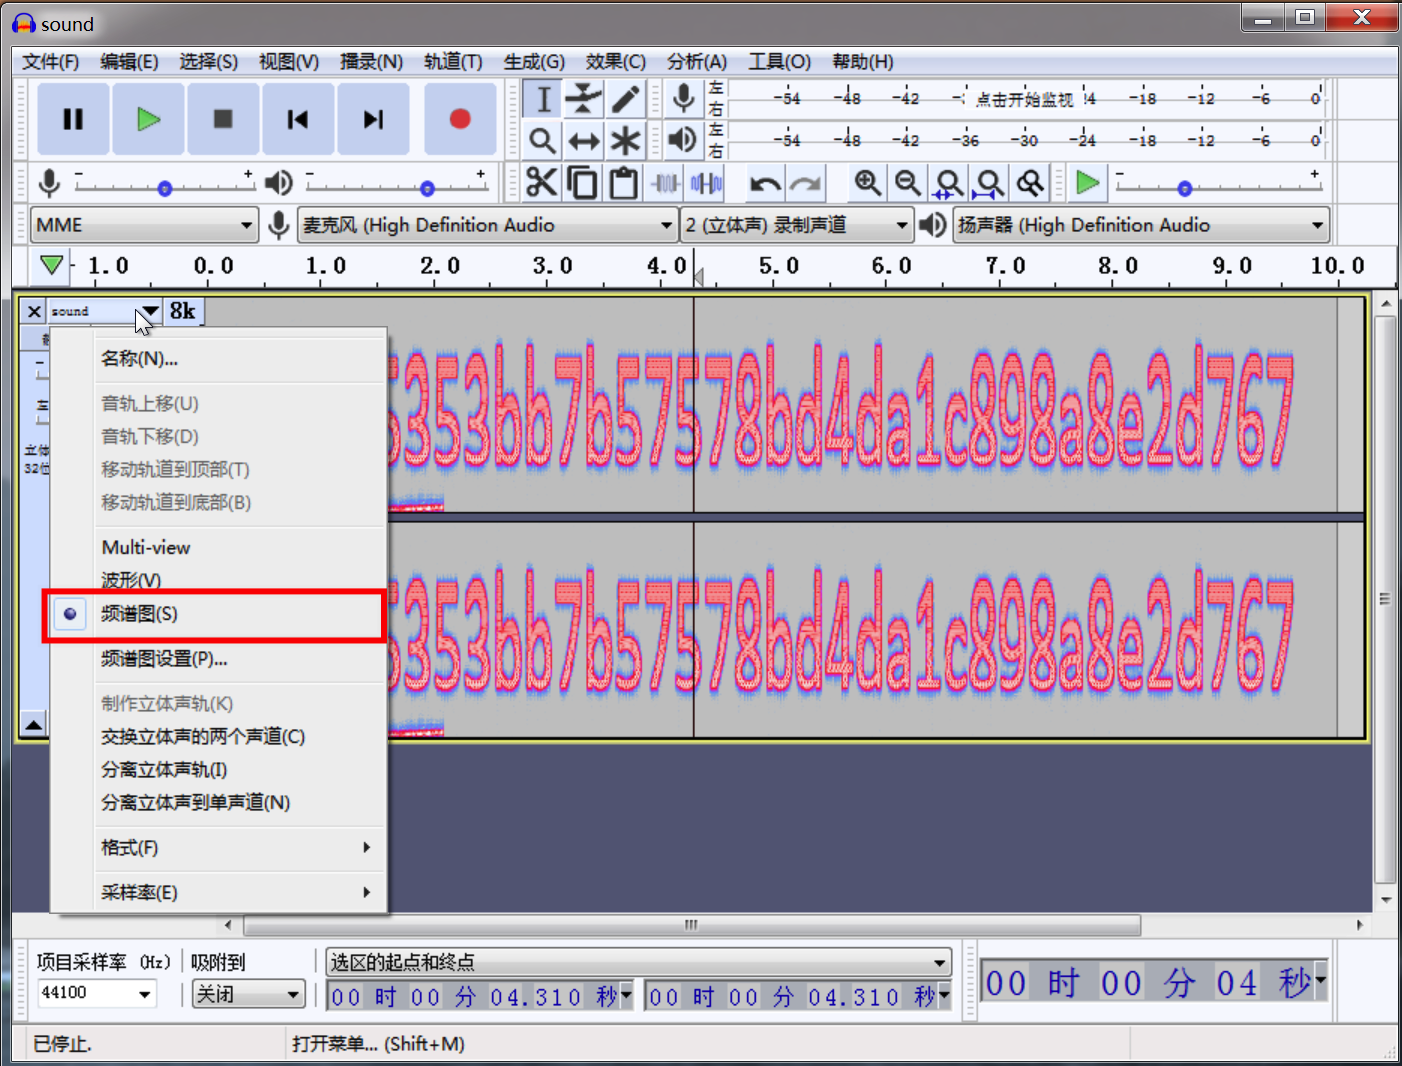 sound
文件(F) 编辑(E) 选择(S) 视图(V) 播录(N) 轨道(T) 生成(G) 效果(C) 分析(A) 工具(O) 帮助(H)
左 右 -54 -48 -42 点击开始监视 -18 -12 -6 0
左 右 -54 -48 -42 -36 -30 -24 -18 -12 -6 0
- + - + - +
MME 麦克风 (High Definition Audio 2 (立体声) 录制声道 扬声器 (High Definition Audio
- 1.0 0.0 1.0 2.0 3.0 4.0 5.0 6.0 7.0 8.0 9.0 10.0
sound 8k
名称(N)...
音轨上移(U)
音轨下移(D)
移动轨道到顶部(T)
移动轨道到底部(B)
Multi-view
波形(V)
频谱图(S)
频谱图设置(P)...
制作立体声轨(K)
交换立体声的两个声道(C)
分离立体声轨(I)
分离立体声到单声道(N)
格式(F)
采样率(E)
左
立体
32位
5353bb7b57578bd4da1c898a8e2d767
5353bb7b57578bd4da1c898a8e2d767
项目采样率 (Hz) 吸附到 选区的起点和终点
44100 关闭 00 时 00 分 04.310 秒 00 时 00 分 04.310 秒
00 时 00 分 04 秒
已停止. 打开菜单... (Shift+M)